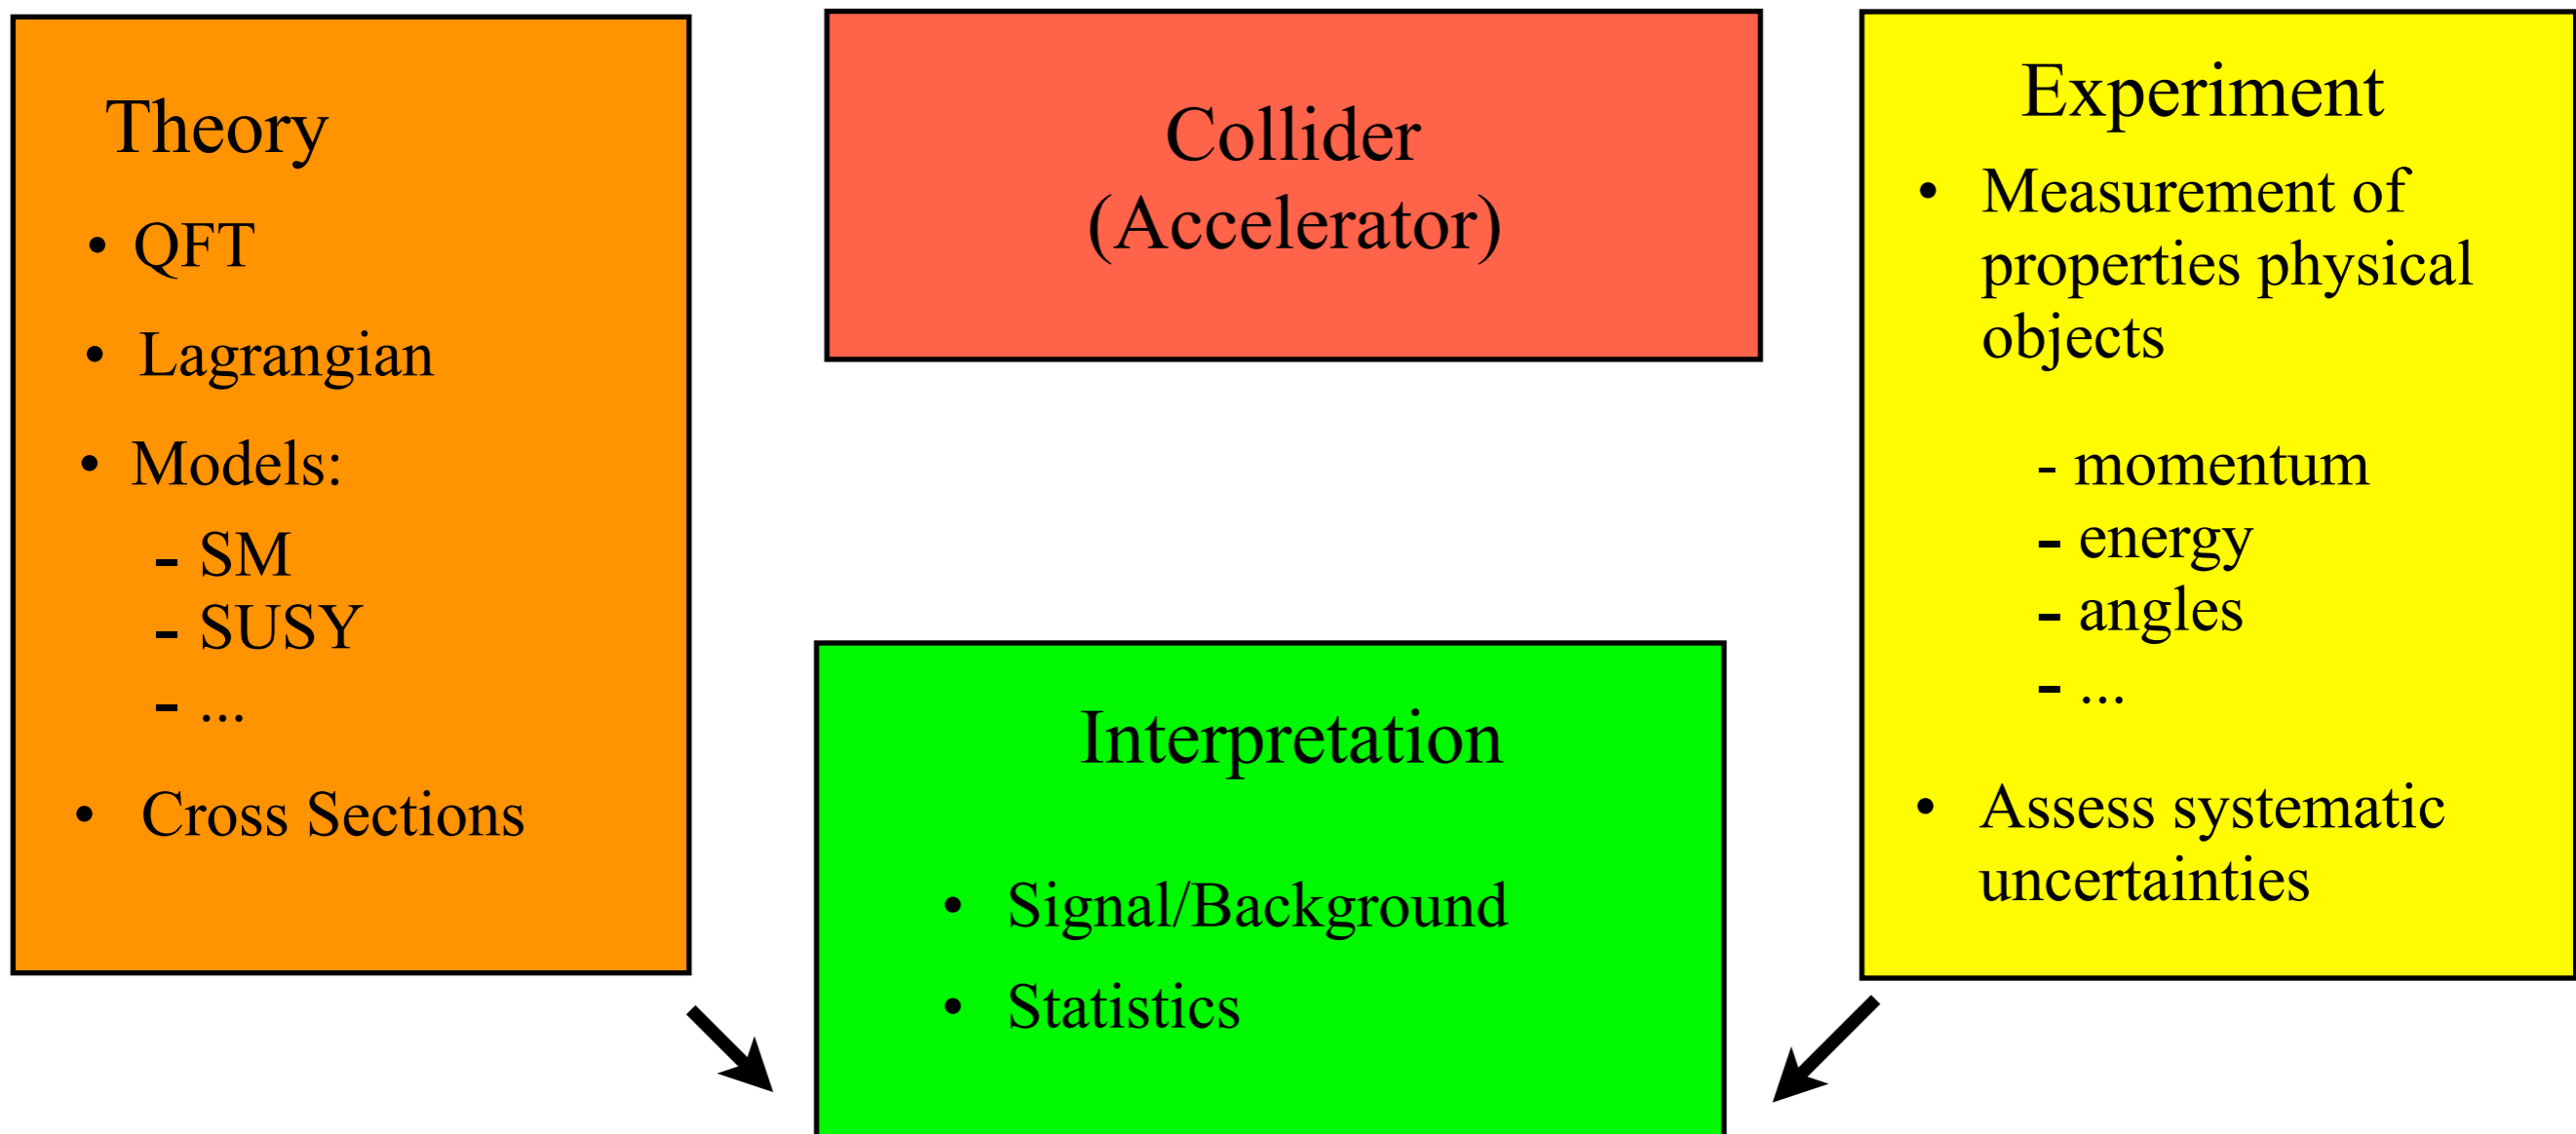 Theory
• QFT
• Lagrangian
• Models:
- SM
- SUSY
- ...
• Cross Sections
Collider
(Accelerator)
Experiment
• Measurement of
properties physical
objects
- momentum
- energy
- angles
- ...
• Assess systematic
uncertainties
Interpretation
• Signal/Background
• Statistics